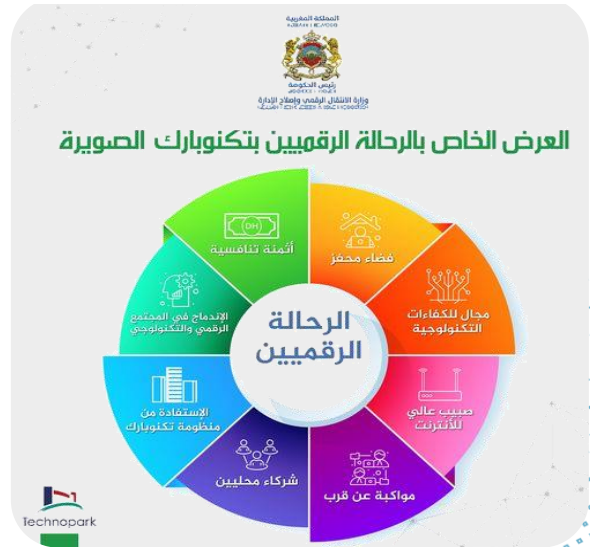 المملكة المغربية
رئيس الحكومة
وزارة الانتقال الرقمي وإصلاح الإدارة
العرض الخاص بالرحالة الرقميين بتكنوبارك الصويرة
فضاء محفز
مجال للكفاءات
التكنولوجية
صبيب عالي
للأنترنت
مواكبة عن قرب
شركاء محليين
الإستفادة من
منظومة تكنوبارك
الإندماج في المجتمع
الرقمي والتكنولوجي
DH
أثمنة تنافسية
الرحالة
الرقميين
Technopark